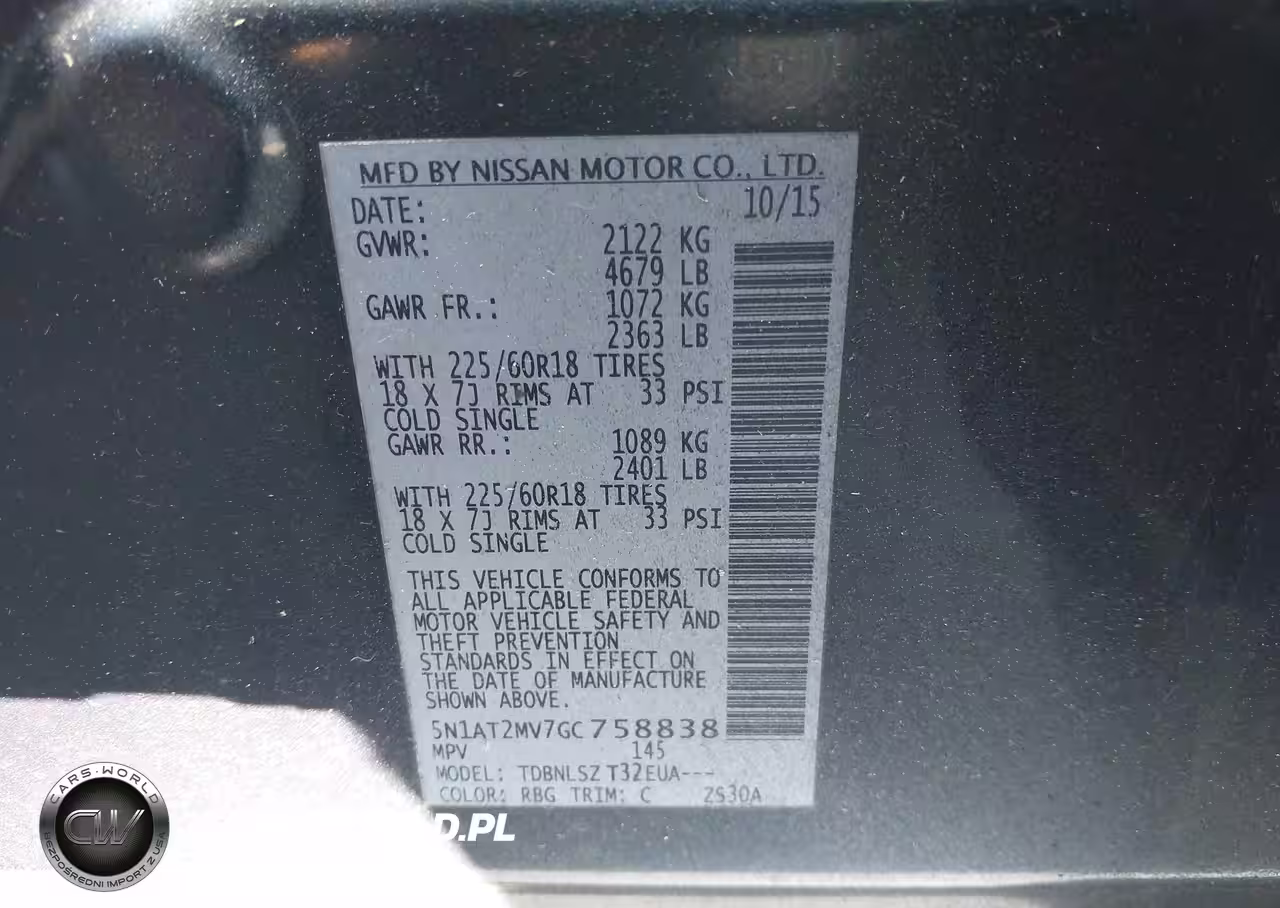 MFD BY NISSAN MOTOR CO., LTD.
DATE: 10/15
GVWR: 2122 KG
4679 LB
GAWR FR.: 1072 KG
2363 LB
WITH 225/60R18 TIRES
18 X 7J RIMS AT 33 PSI
COLD SINGLE
GAWR RR.: 1089 KG
2401 LB
WITH 225/60R18 TIRES
18 X 7J RIMS AT 33 PSI
COLD SINGLE
THIS VEHICLE CONFORMS TO
ALL APPLICABLE FEDERAL
MOTOR VEHICLE SAFETY AND
THEFT PREVENTION
STANDARDS IN EFFECT ON
THE DATE OF MANUFACTURE
SHOWN ABOVE.
5N1AT2MV7GC758838
MPV 145
MODEL: TDBNLSZ T32EUA---
COLOR: RBG TRIM: C ZS30A
CARS-WORLD
CW
BEZPOŚREDNI IMPORT Z USA
D.PL